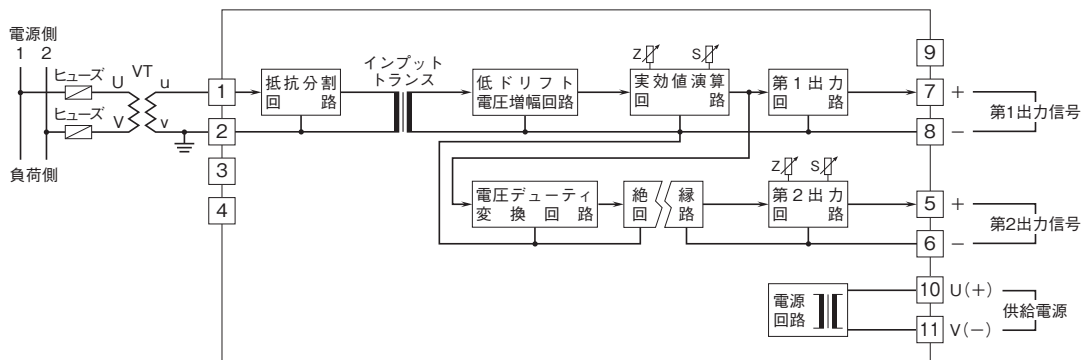 電源側
1 2
ヒューズ
U VT u
ヒューズ
V v
負荷側
1
2
3
4
抵抗分割
回路
インプット
トランス
低ドリフト
電圧増幅回路
Z S
実効値演算
回路
第1出力
回路
9
7 +
8 −
第1出力信号
電圧デューティ
変換回路
絶縁
回路
Z S
第2出力
回路
5 +
6 −
第2出力信号
電源
回路
10 U(+)
11 V(−)
供給電源